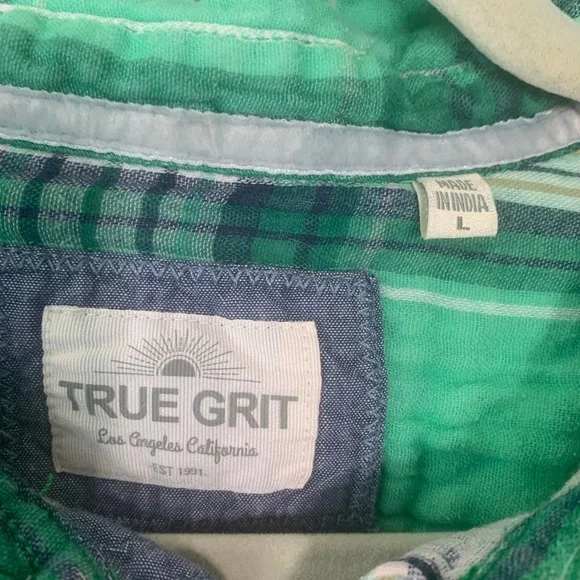 MADE
IN INDIA
L
TRUE GRIT
Los Angeles California
EST 1991.